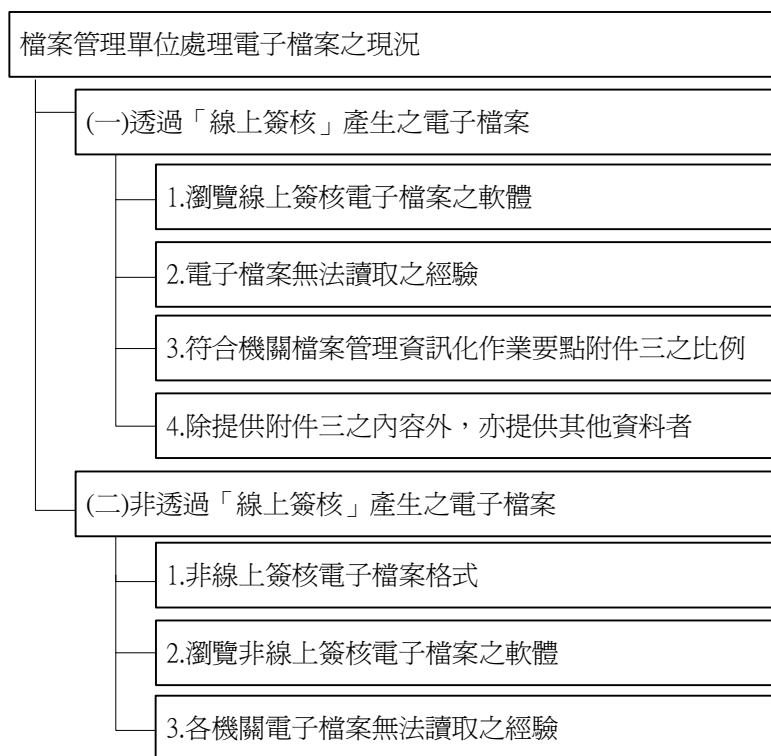 檔案管理單位處理電子檔案之現況
(一)透過「線上簽核」產生之電子檔案
1.瀏覽線上簽核電子檔案之軟體
2.電子檔案無法讀取之經驗
3.符合機關檔案管理資訊化作業要點附件三之比例
4.除提供附件三之內容外，亦提供其他資料者
(二)非透過「線上簽核」產生之電子檔案
1.非線上簽核電子檔案格式
2.瀏覽非線上簽核電子檔案之軟體
3.各機關電子檔案無法讀取之經驗